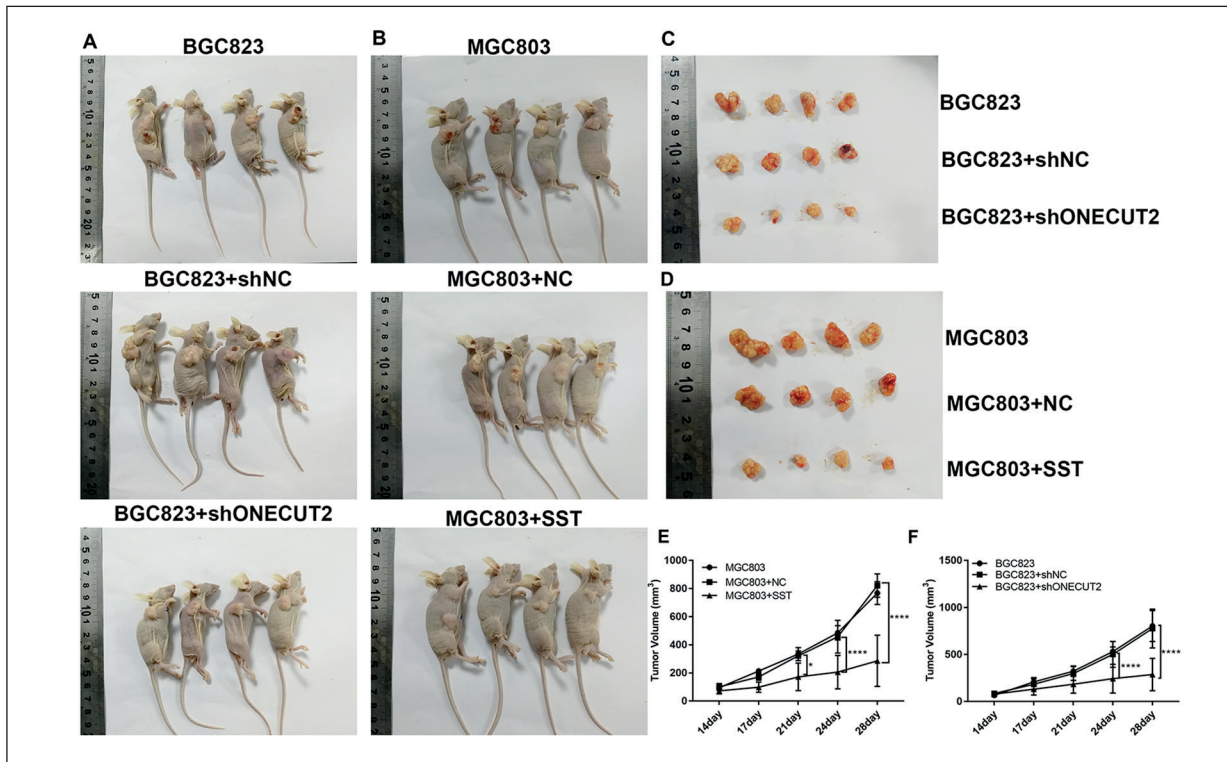 A
BGC823
B
MGC803
C
BGC823
BGC823+shNC
BGC823+shONECUT2
BGC823+shNC
MGC803+NC
D
MGC803
MGC803+NC
MGC803+SST
BGC823+shONECUT2
MGC803+SST
E
1000
800
600
400
200
0
Tumor Volume (mm³)
MGC803
MGC803+NC
MGC803+SST
*
****
****
14day
17day
21day
24day
28day
F
1500
1000
500
0
Tumor Volume (mm³)
BGC823
BGC823+shNC
BGC823+shONECUT2
****
****
14day
17day
21day
24day
28day